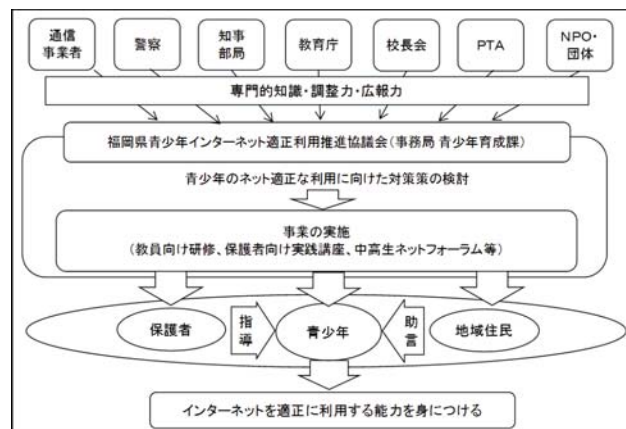 通信
事業者
警察
知事
部局
教育庁
校長会
PTA
NPO・
団体
専門的知識・調整力・広報力
福岡県青少年インターネット適正利用推進協議会(事務局 青少年育成課)
青少年のネット適正な利用に向けた対策策の検討
事業の実施
(教員向け研修、保護者向け実践講座、中高生ネットフォーラム等)
保護者
指導
青少年
助言
地域住民
インターネットを適正に利用する能力を身につける